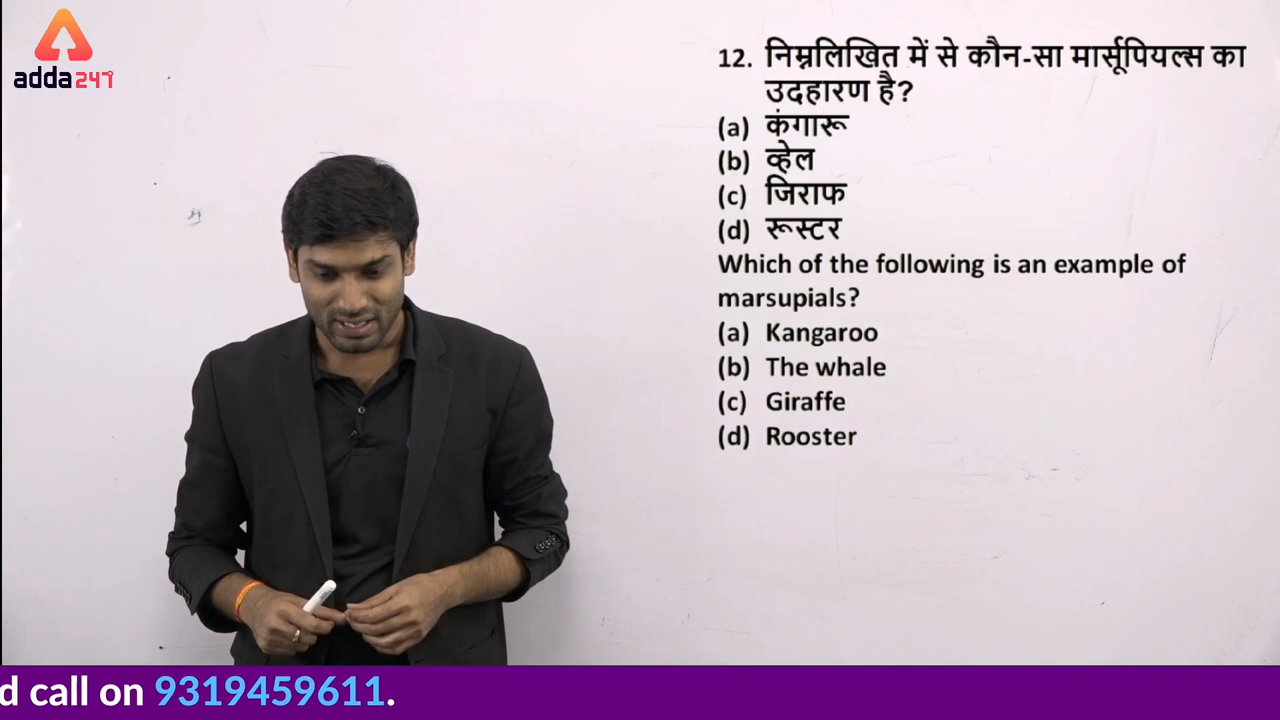 adda247
12. निम्नलिखित में से कौन-सा मार्सूपियल्स का
उदहारण है?
(a) कंगारू
(b) व्हेल
(c) जिराफ
(d) रूस्टर
Which of the following is an example of
marsupials?
(a) Kangaroo
(b) The whale
(c) Giraffe
(d) Rooster
d call on 9319459611.